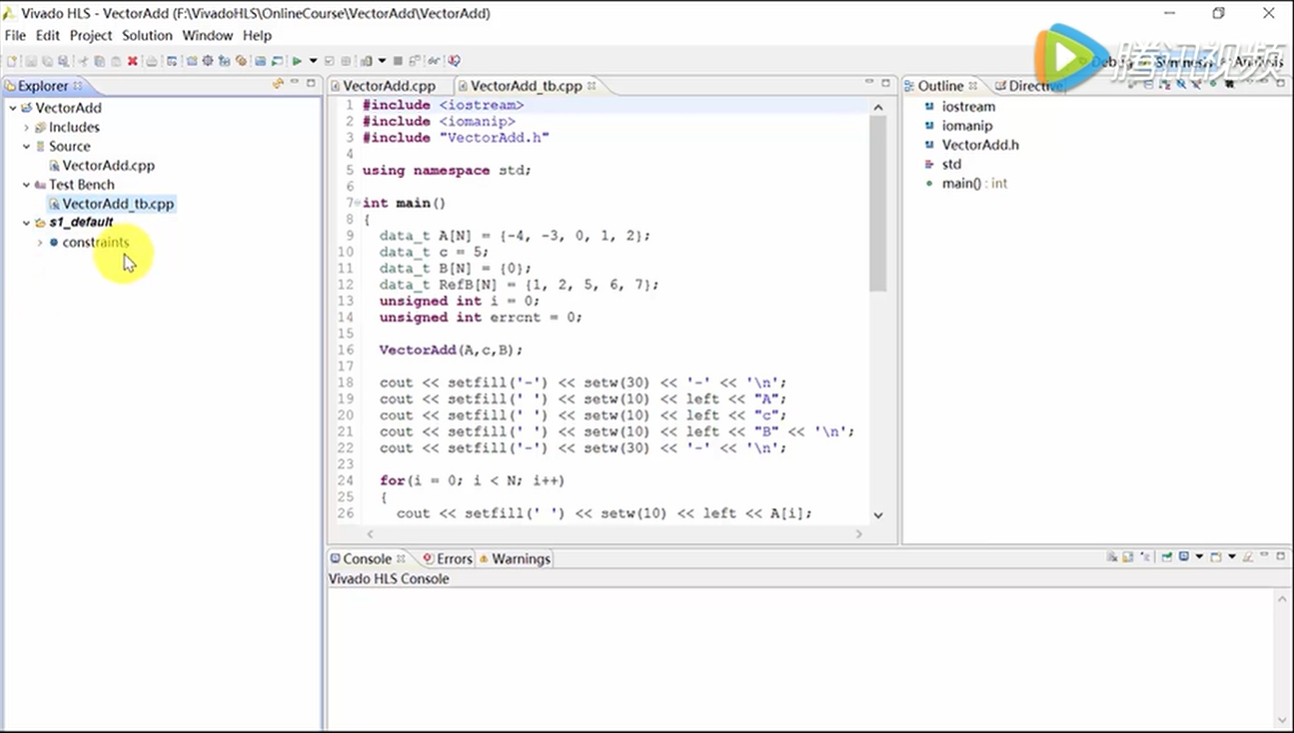 Vivado HLS - VectorAdd (F:\VivadoHLS\OnlineCourse\VectorAdd\VectorAdd)
File Edit Project Solution Window Help
腾讯视频
Debug Synthesis Analysis
Explorer
VectorAdd
Includes
Source
VectorAdd.cpp
Test Bench
VectorAdd_tb.cpp
s1_default
constraints
VectorAdd.cpp VectorAdd_tb.cpp
1 #include <iostream>
2 #include <iomanip>
3 #include "VectorAdd.h"
4
5 using namespace std;
6
7 int main()
8 {
9 data_t A[N] = {-4, -3, 0, 1, 2};
10 data_t c = 5;
11 data_t B[N] = {0};
12 data_t RefB[N] = {1, 2, 5, 6, 7};
13 unsigned int i = 0;
14 unsigned int errcnt = 0;
15
16 VectorAdd(A,c,B);
17
18 cout << setfill('-') << setw(30) << '-' << '\n';
19 cout << setfill(' ') << setw(10) << left << "A";
20 cout << setfill(' ') << setw(10) << left << "c";
21 cout << setfill(' ') << setw(10) << left << "B" << '\n';
22 cout << setfill('-') << setw(30) << '-' << '\n';
23
24 for(i = 0; i < N; i++)
25 {
26 cout << setfill(' ') << setw(10) << left << A[i];
Outline Directive
iostream
iomanip
VectorAdd.h
std
main() : int
Console Errors Warnings
Vivado HLS Console